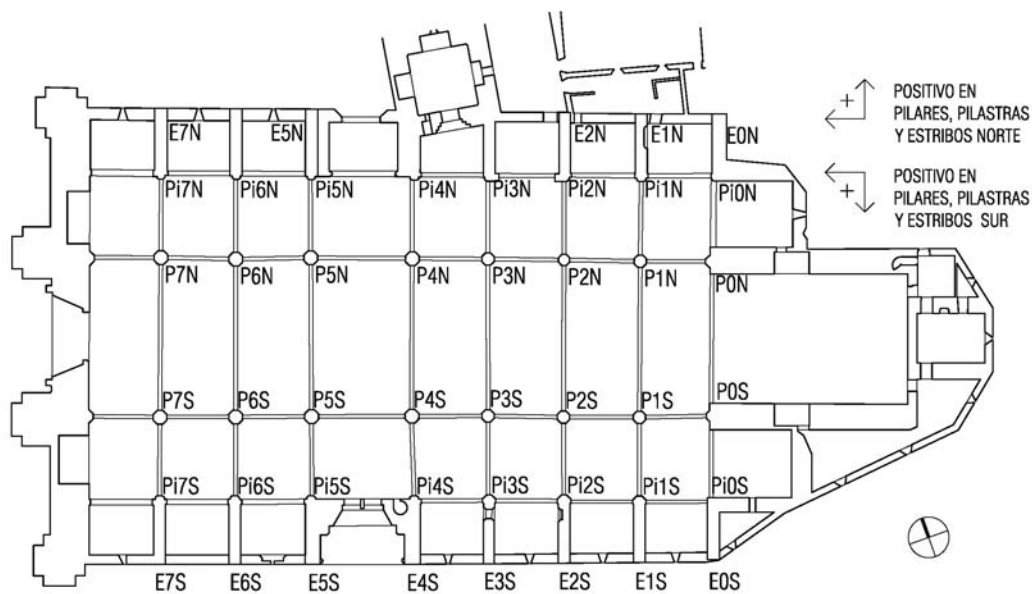 E7N E5N E2N E1N E0N
+ POSITIVO EN
PILARES, PILASTRAS
Y ESTRIBOS NORTE
Pi7N Pi6N Pi5N Pi4N Pi3N Pi2N Pi1N Pi0N
+ POSITIVO EN
PILARES, PILASTRAS
Y ESTRIBOS SUR
P7N P6N P5N P4N P3N P2N P1N P0N
P7S P6S P5S P4S P3S P2S P1S P0S
Pi7S Pi6S Pi5S Pi4S Pi3S Pi2S Pi1S Pi0S
E7S E6S E5S E4S E3S E2S E1S E0S